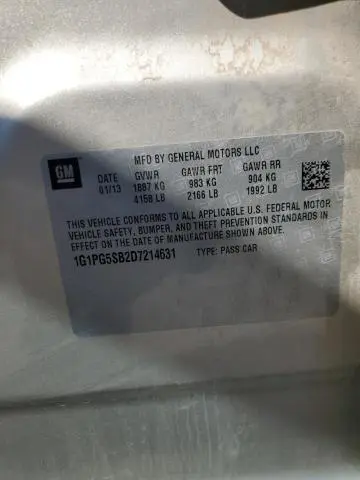 MFD BY GENERAL MOTORS LLC
GM DATE GVWR GAWR FRT GAWR RR
01/13 1887 KG 983 KG 904 KG
4158 LB 2166 LB 1992 LB
THIS VEHICLE CONFORMS TO ALL APPLICABLE U.S. FEDERAL MOTOR
VEHICLE SAFETY, BUMPER, AND THEFT PREVENTION STANDARDS IN
EFFECT ON THE DATE OF MANUFACTURE SHOWN ABOVE.
1G1PG5SB2D7214631 TYPE: PASS CAR